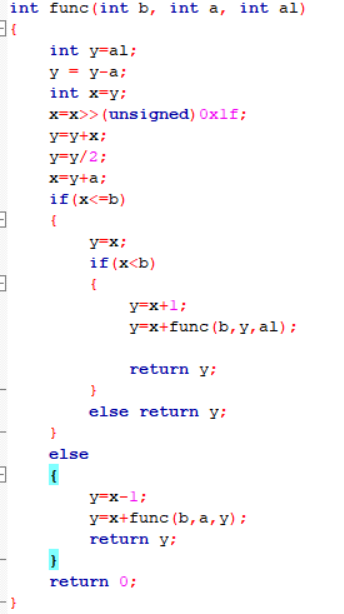 int func(int b, int a, int al)
{
    int y=al;
    y = y-a;
    int x=y;
    x=x>>(unsigned)0x1f;
    y=y+x;
    y=y/2;
    x=y+a;
    if(x<=b)
    {
        y=x;
        if(x<b)
        {
            y=x+1;
            y=x+func(b,y,al);

            return y;
        }
        else return y;
    }
    else
    {
        y=x-1;
        y=x+func(b,a,y);
        return y;
    }
    return 0;
}